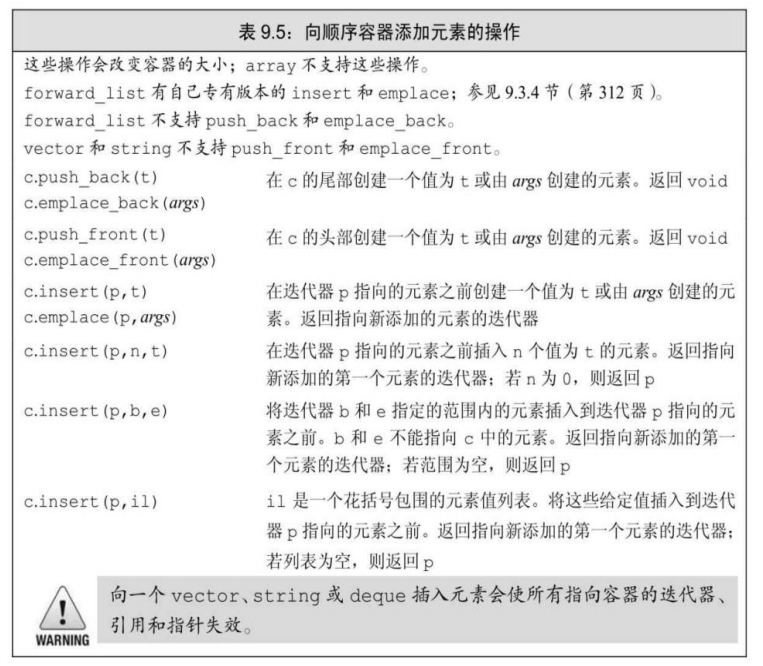 表 9.5：向顺序容器添加元素的操作
这些操作会改变容器的大小；array 不支持这些操作。
forward_list 有自己专有版本的 insert 和 emplace；参见 9.3.4 节（第 312 页）。
forward_list 不支持 push_back 和 emplace_back。
vector 和 string 不支持 push_front 和 emplace_front。
c.push_back(t) 在 c 的尾部创建一个值为 t 或由 args 创建的元素。返回 void
c.emplace_back(args)
c.push_front(t) 在 c 的头部创建一个值为 t 或由 args 创建的元素。返回 void
c.emplace_front(args)
c.insert(p,t) 在迭代器 p 指向的元素之前创建一个值为 t 或由 args 创建的元
c.emplace(p,args) 素。返回指向新添加的元素的迭代器
c.insert(p,n,t) 在迭代器 p 指向的元素之前插入 n 个值为 t 的元素。返回指向
新添加的第一个元素的迭代器；若 n 为 0，则返回 p
c.insert(p,b,e) 将迭代器 b 和 e 指定的范围内的元素插入到迭代器 p 指向的元
素之前。b 和 e 不能指向 c 中的元素。返回指向新添加的第一
个元素的迭代器；若范围为空，则返回 p
c.insert(p,il) il 是一个花括号包围的元素值列表。将这些给定值插入到迭代
器 p 指向的元素之前。返回指向新添加的第一个元素的迭代器；
若列表为空，则返回 p
向一个 vector、string 或 deque 插入元素会使所有指向容器的迭代器、
引用和指针失效。
WARNING